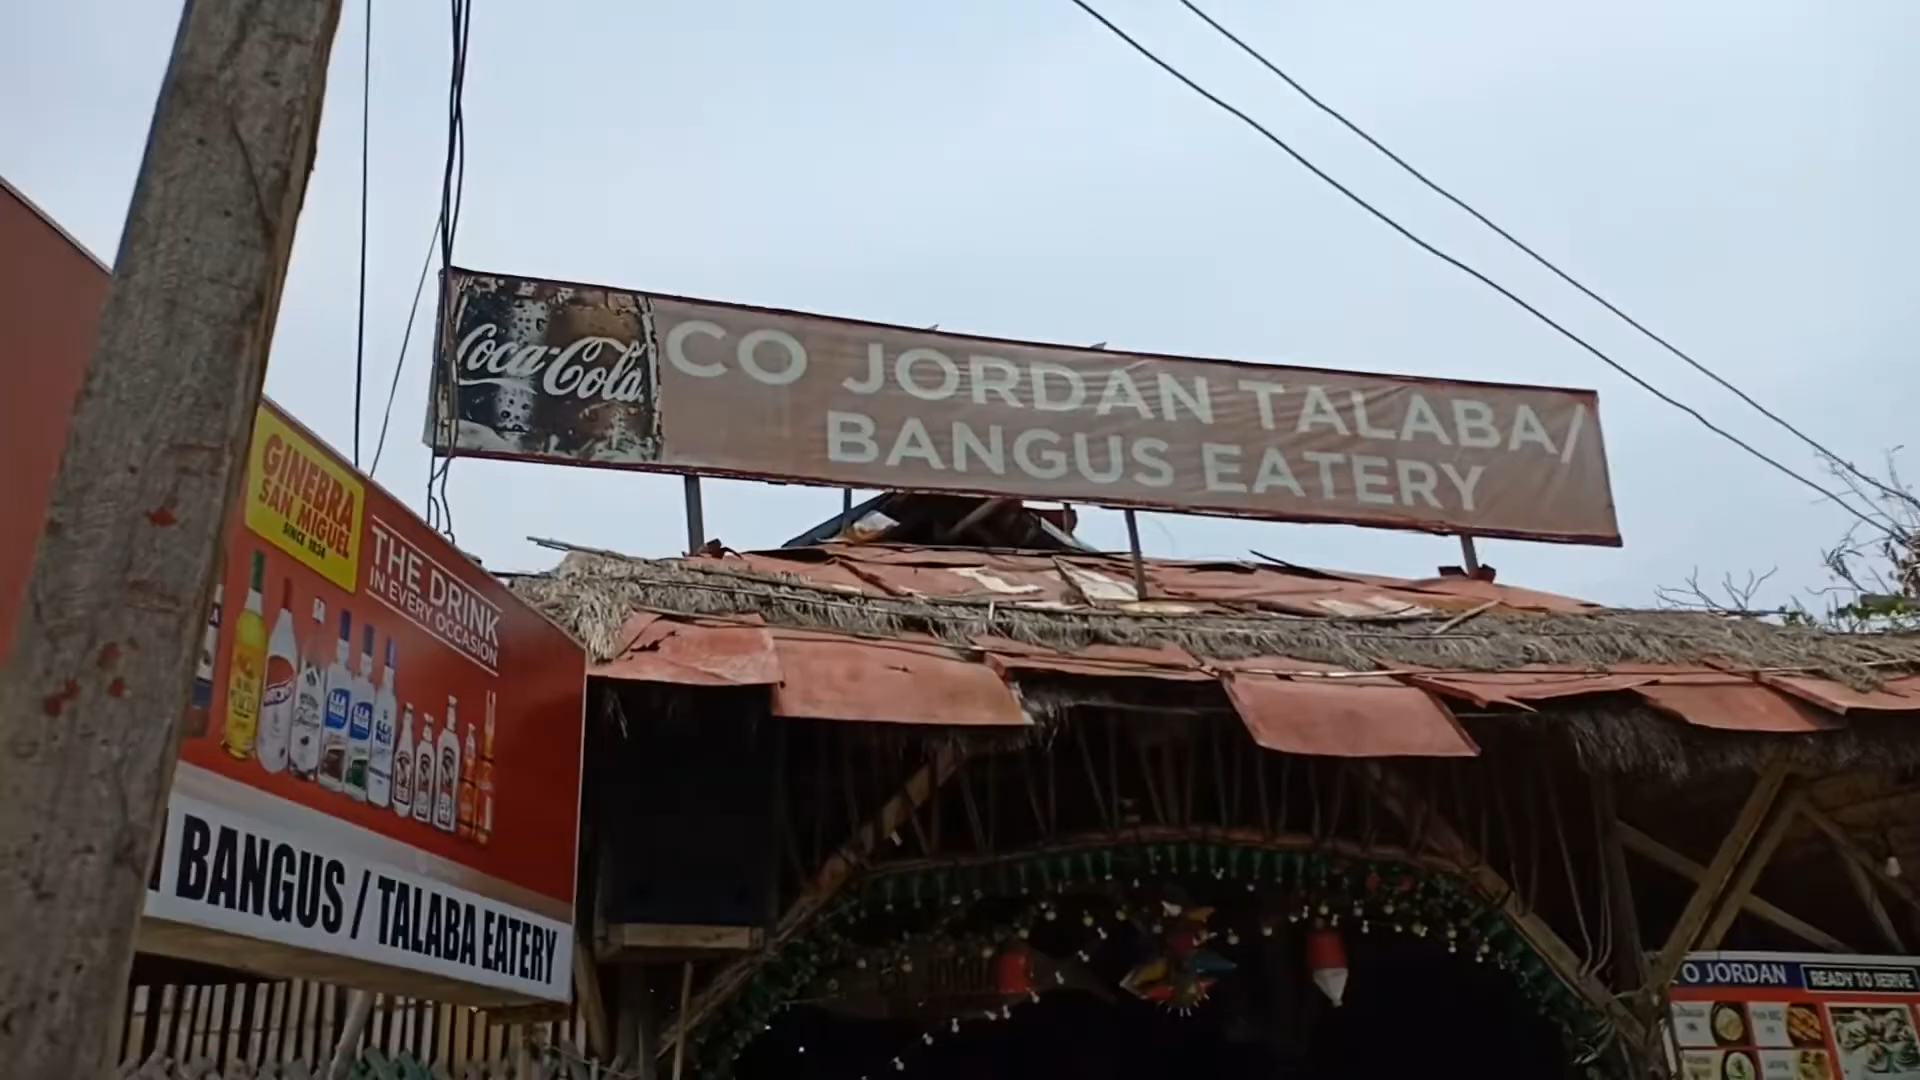 Coca-Cola
CO JORDAN TALABA/
BANGUS EATERY
GINEBRA
SAN MIGUEL
SINCE 1834
THE DRINK
IN EVERY OCCASION
BANGUS / TALABA EATERY
O JORDAN
READY TO SERVE